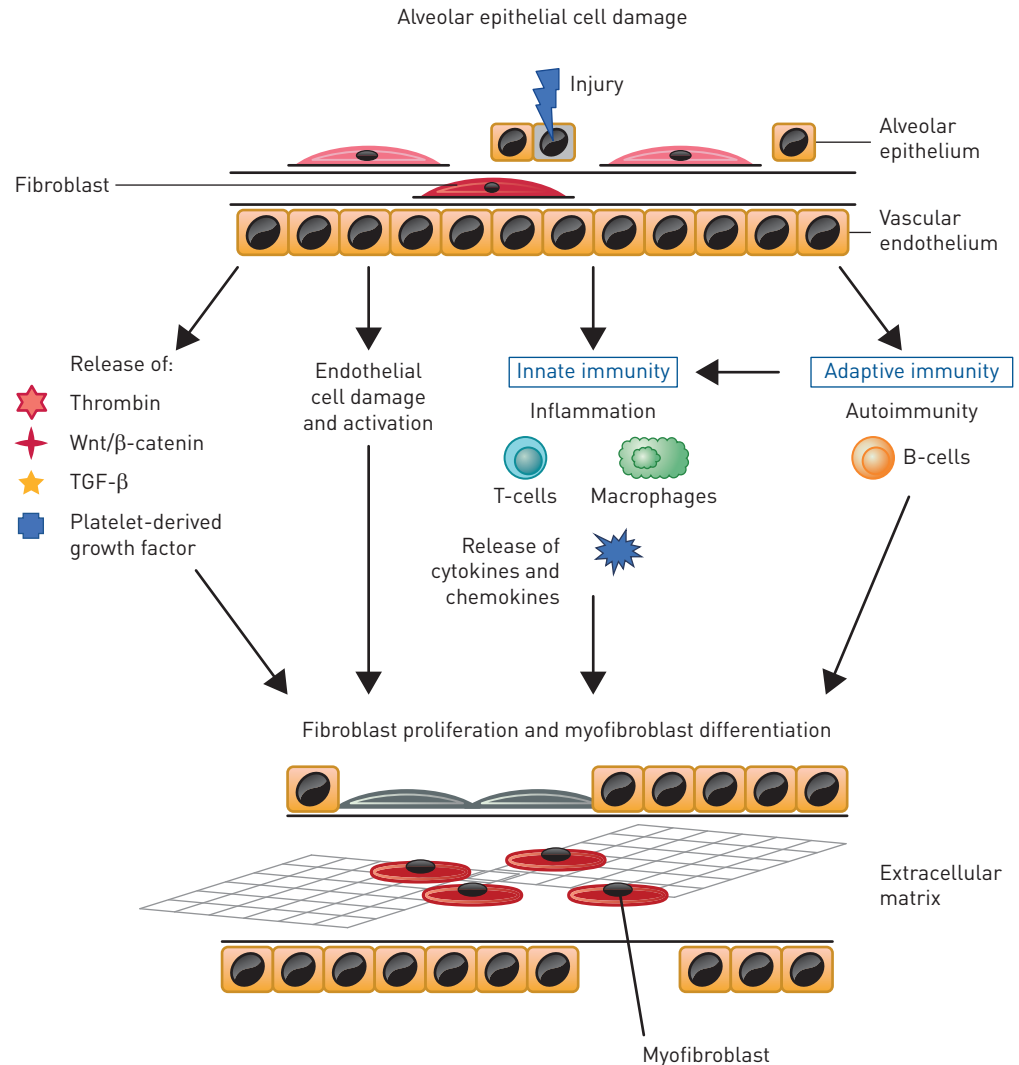 Alveolar epithelial cell damage
Injury
Alveolar
epithelium
Fibroblast
Vascular
endothelium
Release of:
Thrombin
Wnt/β-catenin
TGF-β
Platelet-derived
growth factor
Endothelial
cell damage
and activation
Innate immunity
Inflammation
T-cells
Macrophages
Release of
cytokines and
chemokines
Adaptive immunity
Autoimmunity
B-cells
Fibroblast proliferation and myofibroblast differentiation
Extracellular
matrix
Myofibroblast